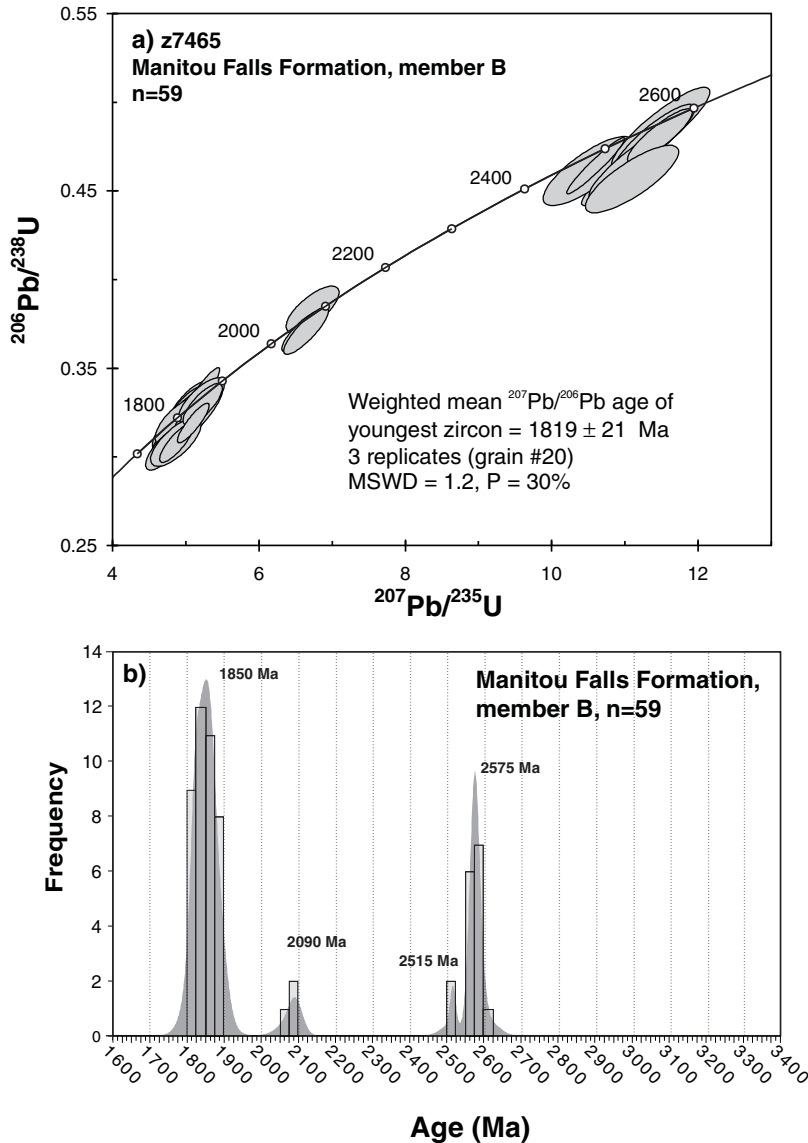 a) z7465
Manitou Falls Formation, member B
n=59
0.55
0.45
0.35
0.25
206Pb/238U
1800
2000
2200
2400
2600
Weighted mean 207Pb/206Pb age of
youngest zircon = 1819 ± 21 Ma
3 replicates (grain #20)
MSWD = 1.2, P = 30%
4
6
8
10
12
207Pb/235U
b)
Manitou Falls Formation,
member B, n=59
14
12
10
8
6
4
2
0
Frequency
1850 Ma
2090 Ma
2515 Ma
2575 Ma
1600
1700
1800
1900
2000
2100
2200
2300
2400
2500
2600
2700
2800
2900
3000
3100
3200
3300
3400
Age (Ma)